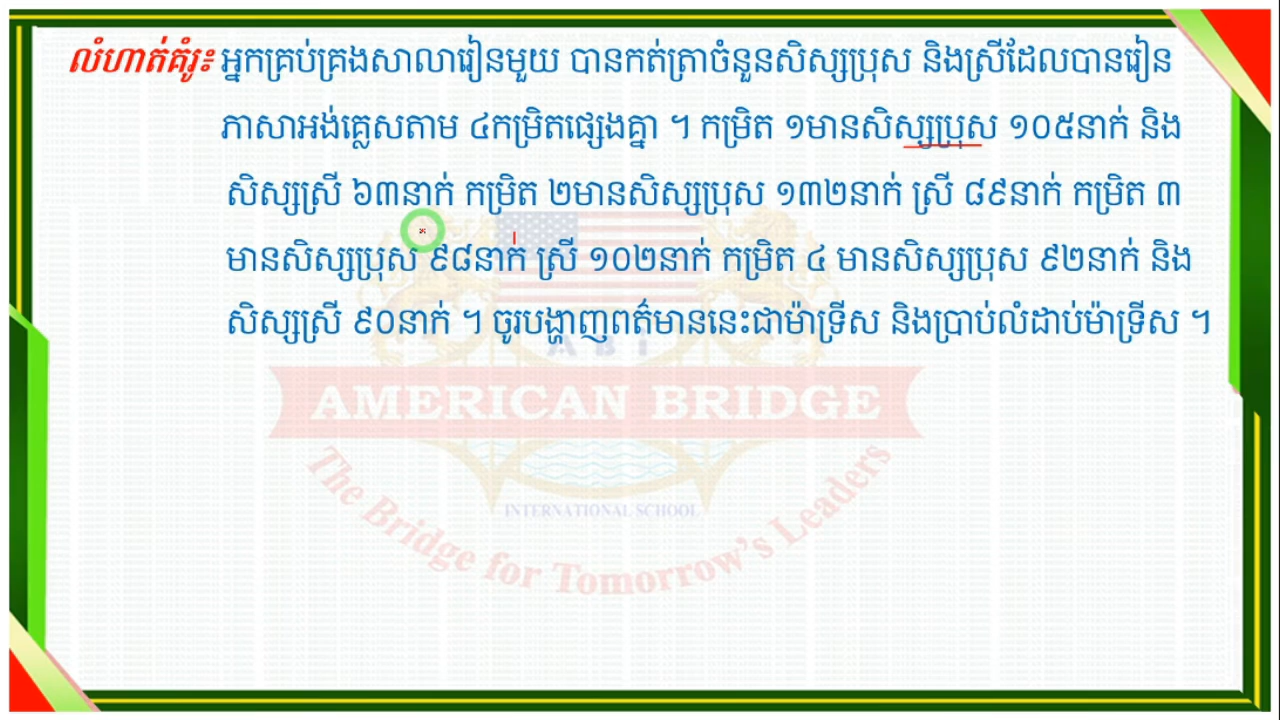 លំហាត់គំរូ៖ អ្នកគ្រប់គ្រងសាលារៀនមួយ បានកត់ត្រាចំនួនសិស្សប្រុស និងស្រីដែលបានរៀន
ភាសាអង់គ្លេសតាម ៤កម្រិតផ្សេងគ្នា ។ កម្រិត ១មានសិស្សប្រុស ១០៥នាក់ និង
សិស្សស្រី ៦៣នាក់ កម្រិត ២មានសិស្សប្រុស ១៣២នាក់ ស្រី ៨៩នាក់ កម្រិត ៣
មានសិស្សប្រុស ៩៨នាក់ ស្រី ១០២នាក់ កម្រិត ៤ មានសិស្សប្រុស ៩២នាក់ និង
សិស្សស្រី ៩០នាក់ ។ ចូរបង្ហាញពត៌មាននេះជាម៉ាទ្រីស និងប្រាប់លំដាប់ម៉ាទ្រីស ។
A B I
AMERICAN BRIDGE
INTERNATIONAL SCHOOL
The Bridge for Tomorrow's Leaders